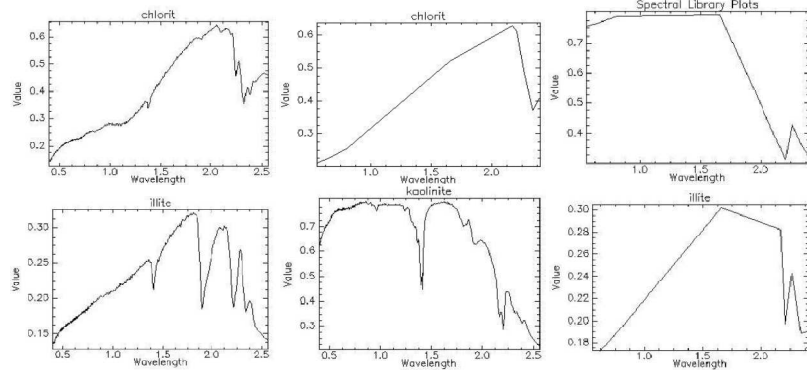 chlorit
0.6
0.5
0.4
0.3
0.2
Value
0.5 1.0 1.5 2.0 2.5
Wavelength
chlorit
0.6
0.5
0.4
0.3
0.2
Value
1.0 1.5 2.0
Wavelength
Spectral Library Plots
0.7
0.6
0.5
0.4
0.3
Value
1.0 1.5 2.0
Wavelength
illite
0.30
0.25
0.20
0.15
Value
0.5 1.0 1.5 2.0 2.5
Wavelength
kaolinite
0.7
0.6
0.5
0.4
0.3
Value
0.5 1.0 1.5 2.0 2.5
Wavelength
illite
0.30
0.28
0.26
0.24
0.22
0.20
0.18
Value
1.0 1.5 2.0
Wavelength